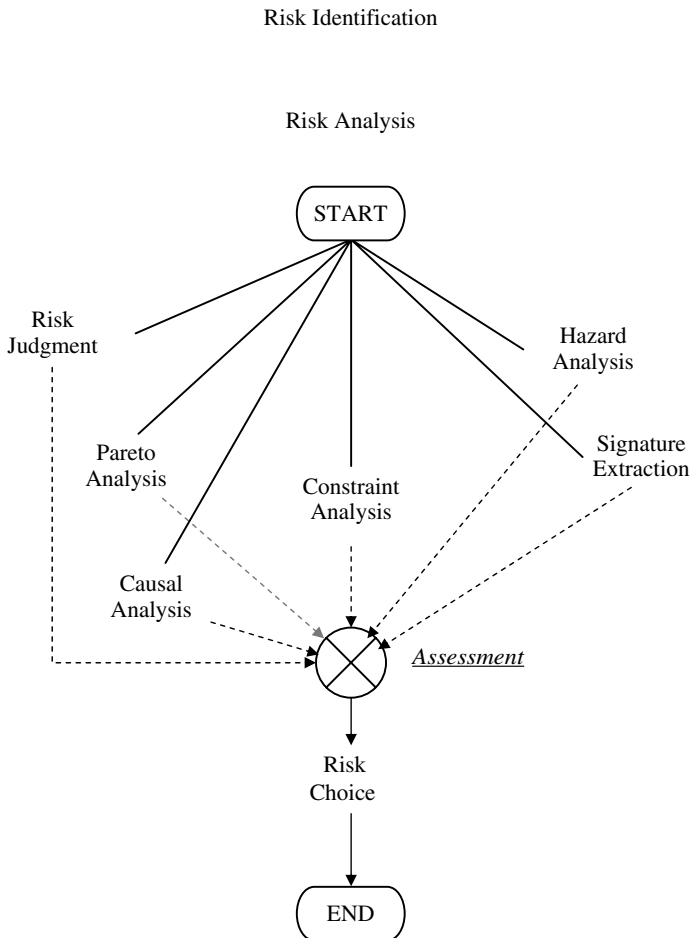 Risk Identification
Risk Analysis
START
Risk
Judgment
Hazard
Analysis
Pareto
Analysis
Signature
Extraction
Constraint
Analysis
Causal
Analysis
Assessment
Risk
Choice
END